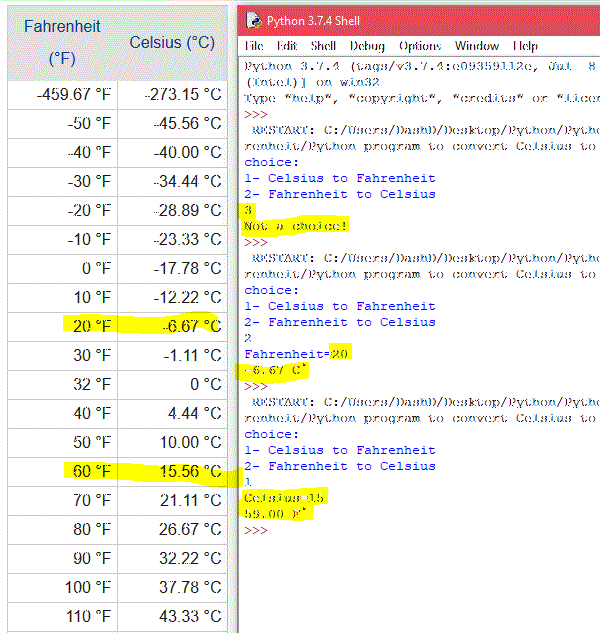 Fahrenheit
(°F)
Celsius (°C)
-459.67 °F -273.15 °C
-50 °F -45.56 °C
-40 °F -40.00 °C
-30 °F -34.44 °C
-20 °F -28.89 °C
-10 °F -23.33 °C
0 °F -17.78 °C
10 °F -12.22 °C
20 °F -6.67 °C
30 °F -1.11 °C
32 °F 0 °C
40 °F 4.44 °C
50 °F 10.00 °C
60 °F 15.56 °C
70 °F 21.11 °C
80 °F 26.67 °C
90 °F 32.22 °C
100 °F 37.78 °C
110 °F 43.33 °C
Python 3.7.4 Shell
File Edit Shell Debug Options Window Help
Python 3.7.4 (tags/v3.7.4:e09359112e, Jul 8
(Intel)] on win32
Type "help", "copyright", "credits" or "licen
>>>
RESTART: C:/Users/DashD/Desktop/Python/Pytho
renheit/Python program to convert Celsius to
choice:
1- Celsius to Fahrenheit
2- Fahrenheit to Celsius
3
Not a choice!
>>>
RESTART: C:/Users/DashD/Desktop/Python/Pytho
renheit/Python program to convert Celsius to
choice:
1- Celsius to Fahrenheit
2- Fahrenheit to Celsius
2
Fahrenheit=20
-6.67 C°
>>>
RESTART: C:/Users/DashD/Desktop/Python/Pytho
renheit/Python program to convert Celsius to
choice:
1- Celsius to Fahrenheit
2- Fahrenheit to Celsius
1
Celsius=15
59.00 F°
>>>